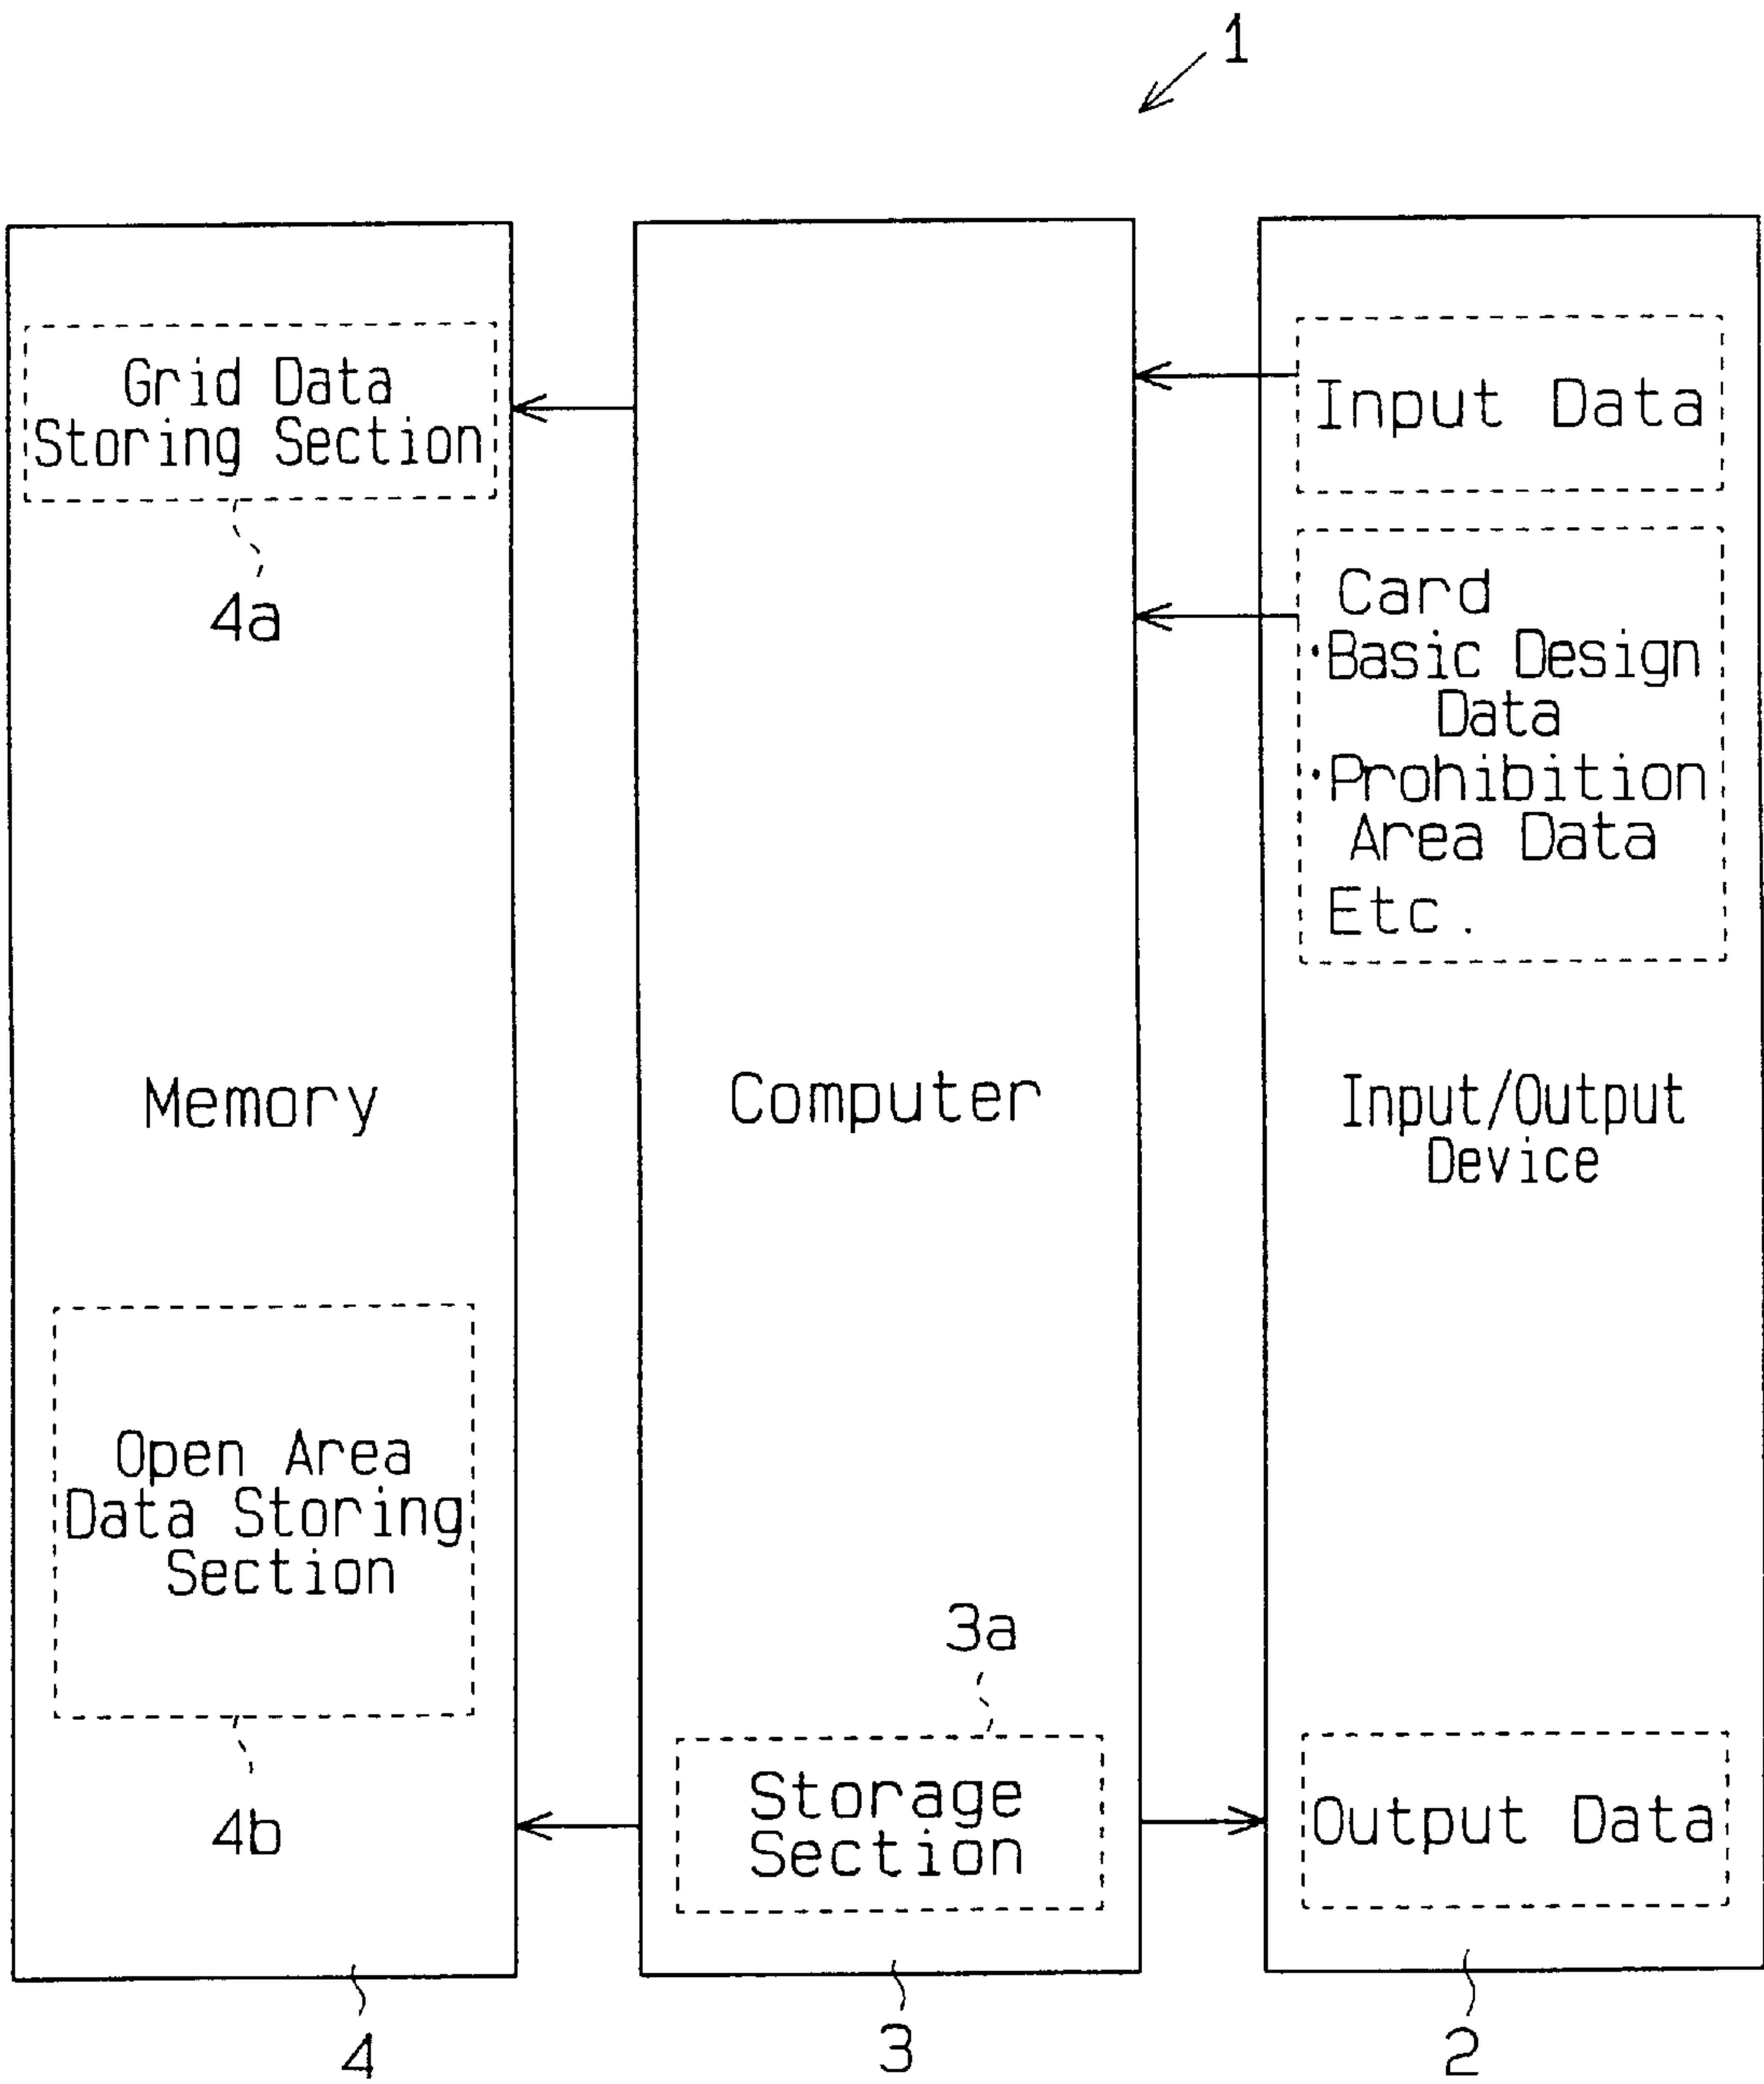 1
Grid Data
Storing Section
4a
Memory
Open Area
Data Storing
Section
4b
4
Computer
3a
Storage
Section
3
Input Data
Card
·Basic Design
Data
·Prohibition
Area Data
Etc.
Input/Output
Device
Output Data
2